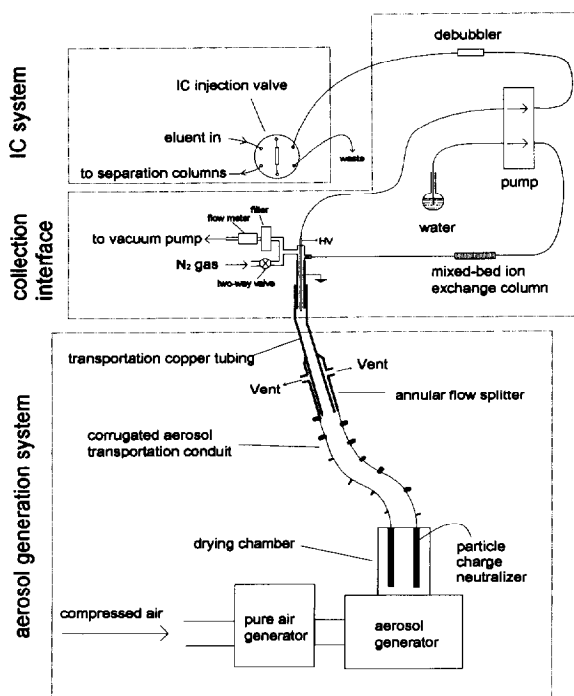 debubbler
IC system
IC injection valve
eluent in
to separation columns
waste
pump
water
collection
interface
filter
flow meter
to vacuum pump
HV
N₂ gas
two-way valve
mixed-bed ion
exchange column
aerosol generation system
transportation copper tubing
Vent
Vent
annular flow splitter
corrugated aerosol
transportation conduit
drying chamber
particle
charge
neutralizer
compressed air
pure air
generator
aerosol
generator